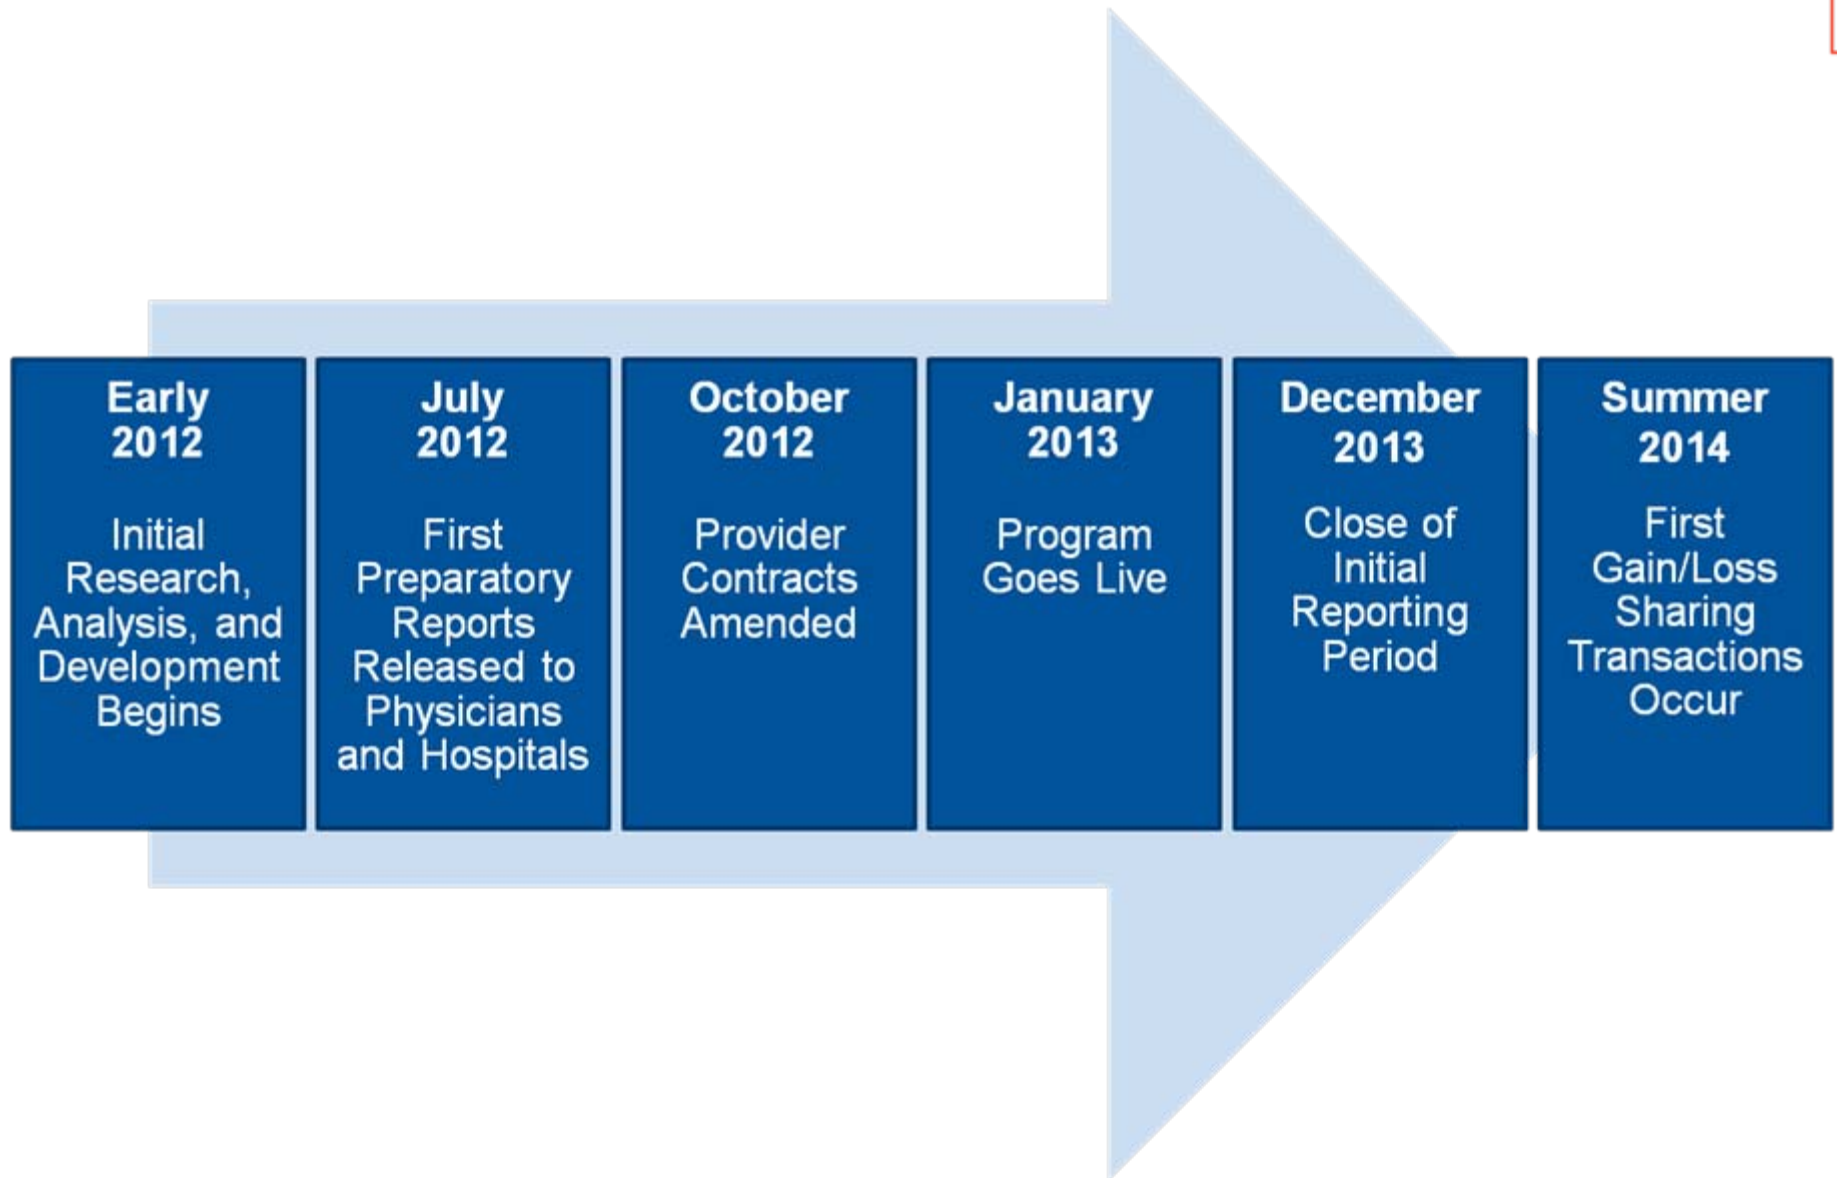 Early
2012
Initial
Research,
Analysis, and
Development
Begins
July
2012
First
Preparatory
Reports
Released to
Physicians
and Hospitals
October
2012
Provider
Contracts
Amended
January
2013
Program
Goes Live
December
2013
Close of
Initial
Reporting
Period
Summer
2014
First
Gain/Loss
Sharing
Transactions
Occur